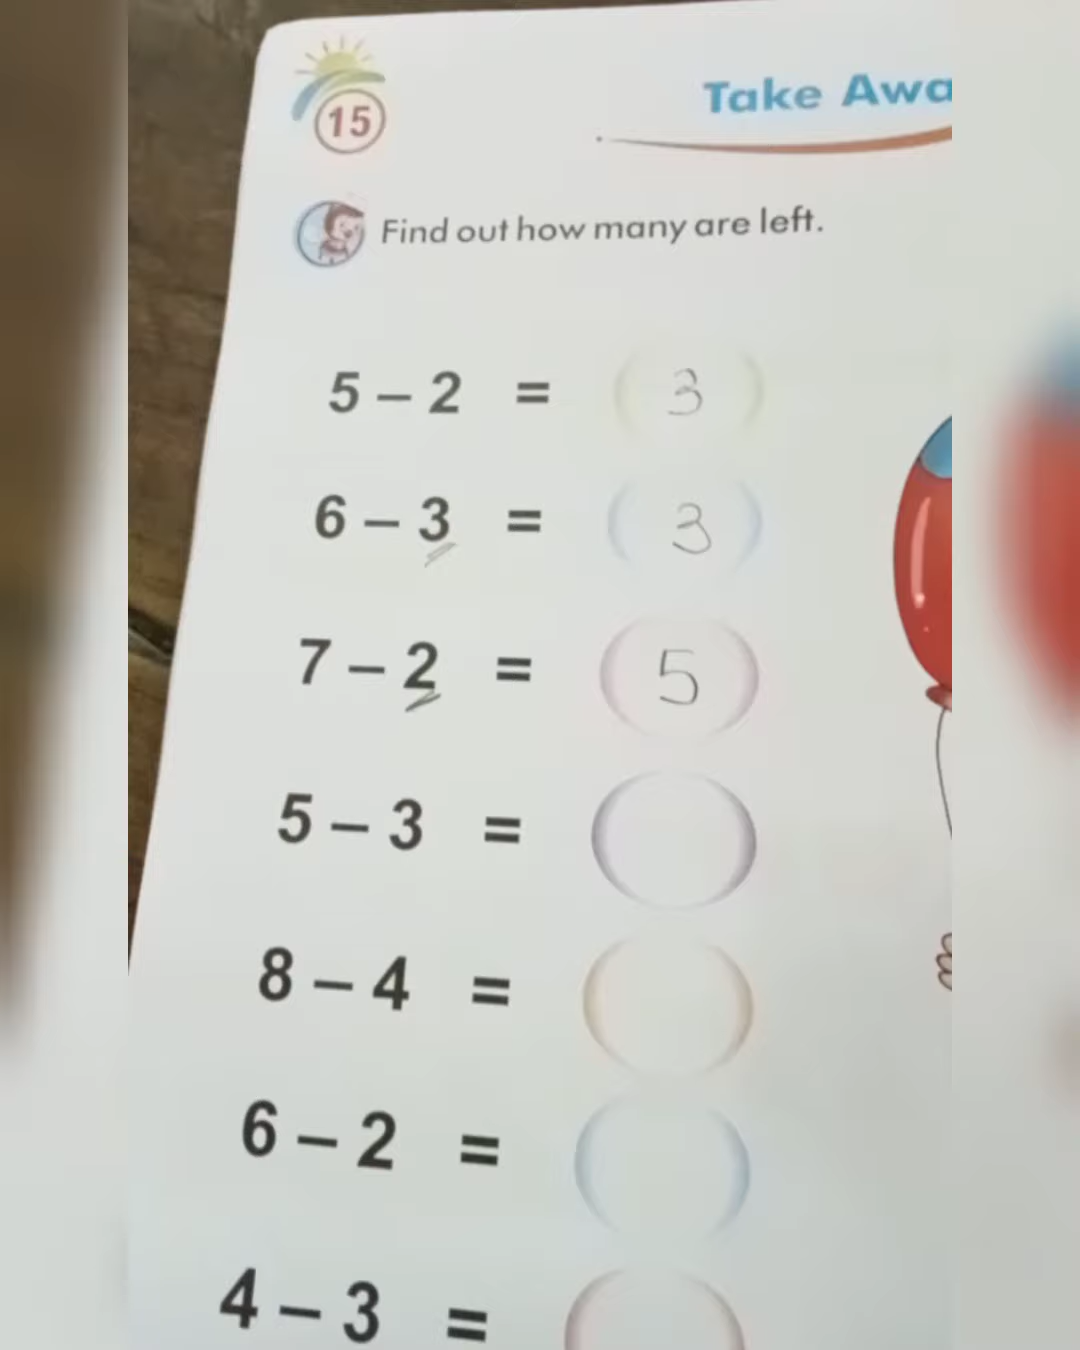 15
Take Awa
Find out how many are left.
5 – 2 = 3
6 – 3 = 3
7 – 2 = 5
5 – 3 =
8 – 4 =
6 – 2 =
4 – 3 =